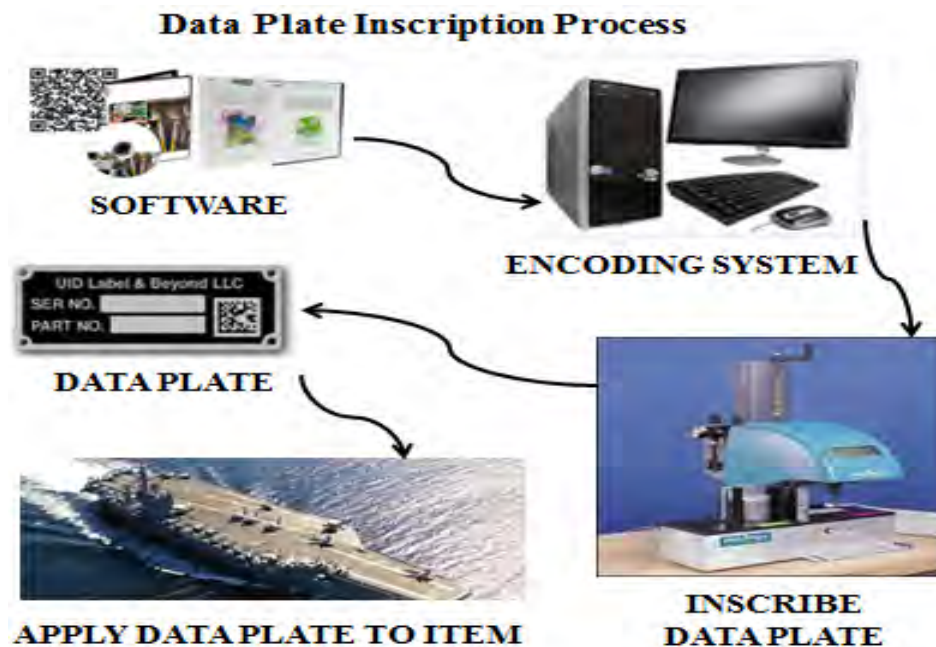 Data Plate Inscription Process
SOFTWARE
ENCODING SYSTEM
UID Label & Beyond LLC
SER NO.
PART NO.
DATA PLATE
INSCRIBE
DATA PLATE
APPLY DATA PLATE TO ITEM